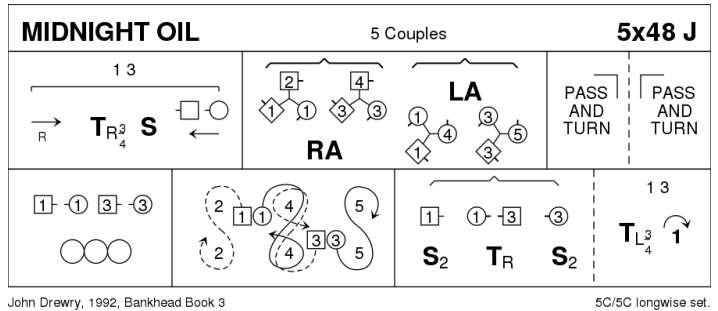 MIDNIGHT OIL 5 Couples 5x48 J
1 3
R
T R 3/4 S
2 4
1 1 3 3
RA
LA
1 3
4 5
1 3
PASS AND TURN
PASS AND TURN
1 1 3 3
2 4 5
1 1
3 3
2 4 5
1 1 3 3
S2 TR S2
1 3
T L 3/4 1
John Drewry, 1992, Bankhead Book 3 5C/5C longwise set.